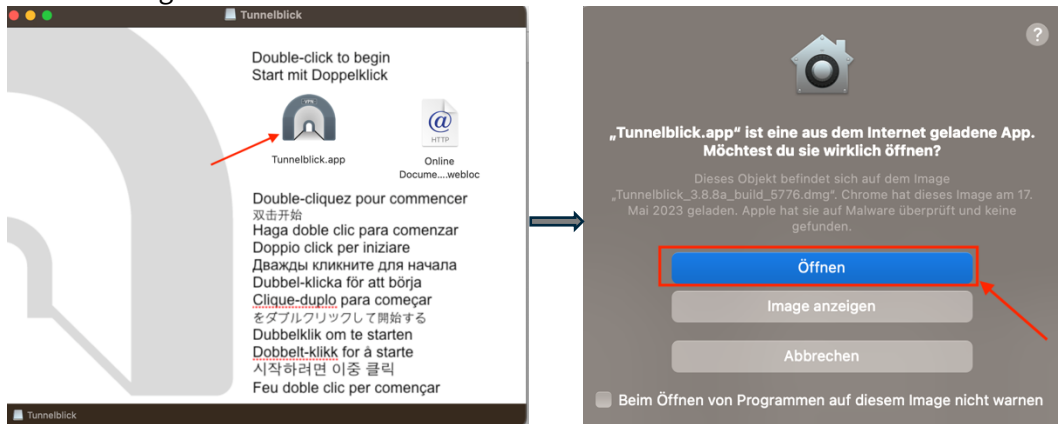 Tunnelblick
Double-click to begin
Start mit Doppelklick
VPN
@
HTTP
Tunnelblick.app
Online
Docume....webloc
Double-cliquez pour commencer
双击开始
Haga doble clic para comenzar
Doppio click per iniziare
Дважды кликните для начала
Dubbel-klicka för att börja
Clique-duplo para começar
をダブルクリックして開始する
Dubbelklik om te starten
Dobbelt-klikk for å starte
시작하려면 이중 클릭
Feu doble clic per començar
Tunnelblick
?
„Tunnelblick.app“ ist eine aus dem Internet geladene App.
Möchtest du sie wirklich öffnen?
Dieses Objekt befindet sich auf dem Image
„Tunnelblick_3.8.8a_build_5776.dmg“. Chrome hat dieses Image am 17.
Mai 2023 geladen. Apple hat sie auf Malware überprüft und keine
gefunden.
Öffnen
Image anzeigen
Abbrechen
Beim Öffnen von Programmen auf diesem Image nicht warnen